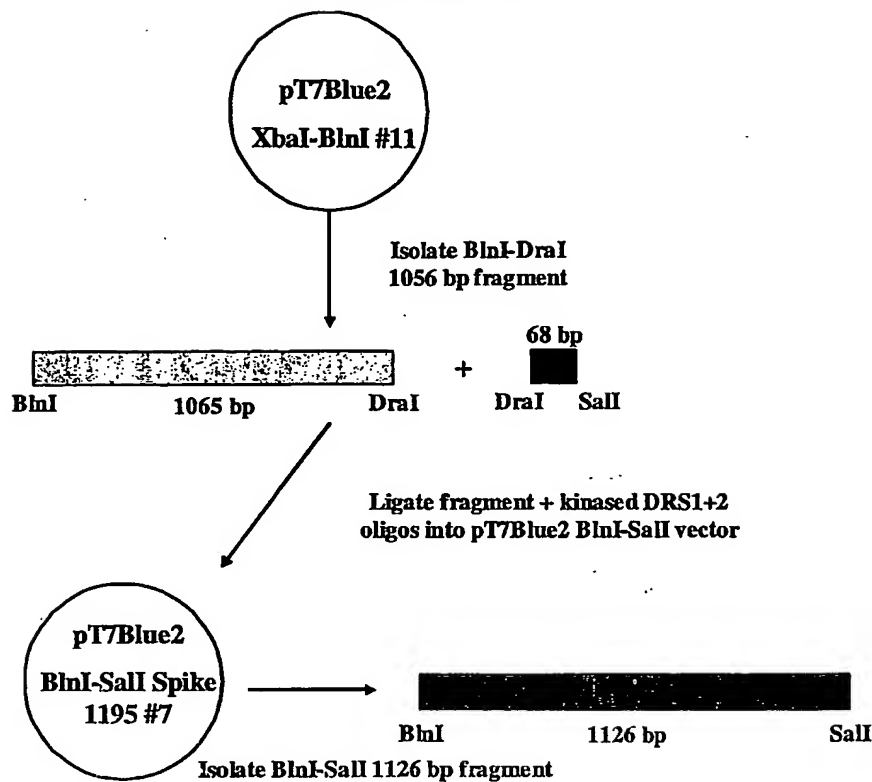 pT7Blue2
XbaI-BlnI #11
Isolate BlnI-DraI
1056 bp fragment
68 bp
+
BlnI
1065 bp
DraI
DraI
SalI
Ligate fragment + kinased DRS1+2
oligos into pT7Blue2 BlnI-SalI vector
pT7Blue2
BlnI-SalI Spike
1195 #7
BlnI
1126 bp
SalI
Isolate BlnI-SalI 1126 bp fragment